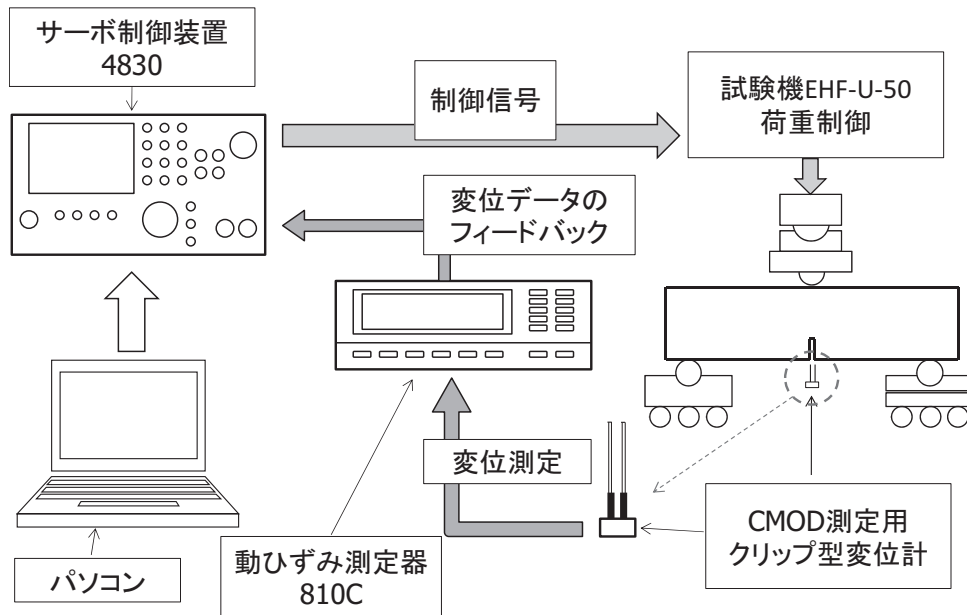 サーボ制御装置
4830
制御信号
試験機EHF-U-50
荷重制御
変位データの
フィードバック
変位測定
CMOD測定用
クリップ型変位計
動ひずみ測定器
810C
パソコン